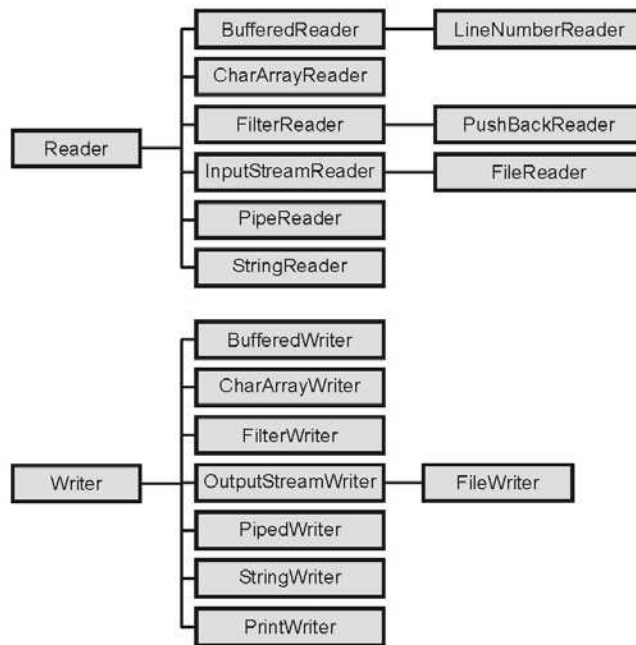 BufferedReader
LineNumberReader
CharArrayReader
FilterReader
PushBackReader
Reader
InputStreamReader
FileReader
PipeReader
StringReader
BufferedWriter
CharArrayWriter
FilterWriter
Writer
OutputStreamWriter
FileWriter
PipedWriter
StringWriter
PrintWriter